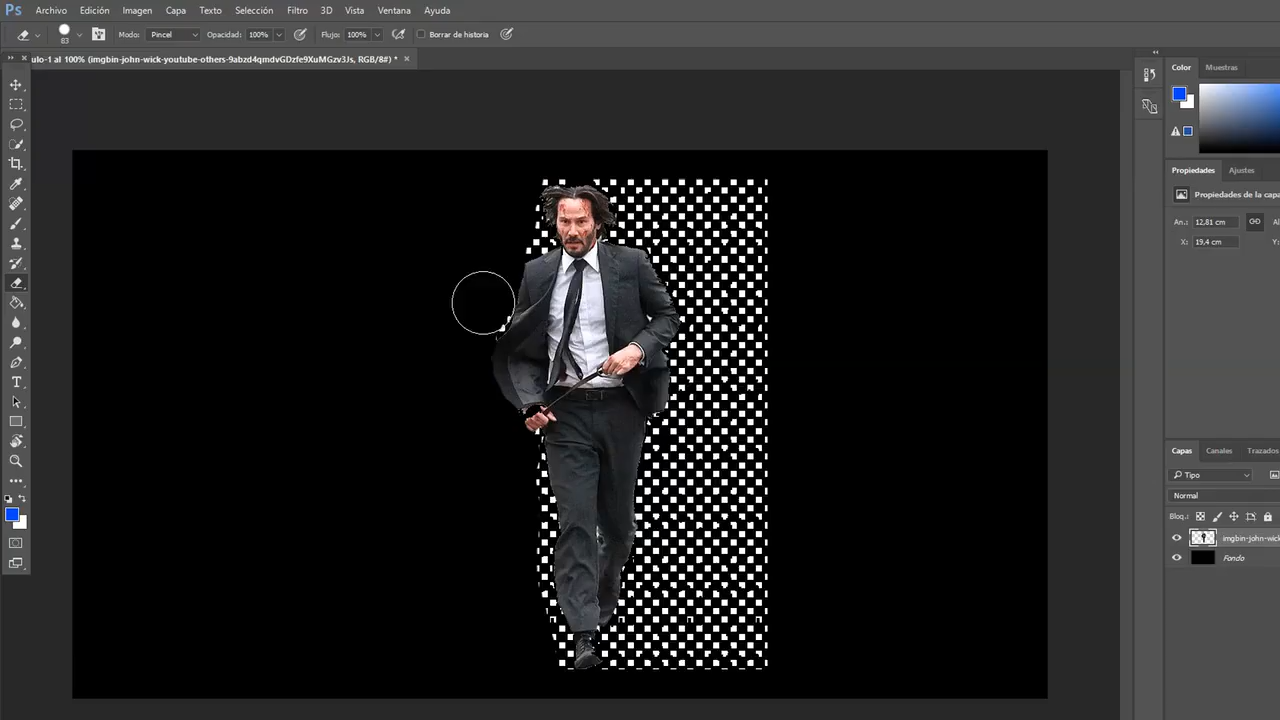 Ps Archivo Edición Imagen Capa Texto Selección Filtro 3D Vista Ventana Ayuda
83 Modo: Pincel Opacidad: 100% Flujo: 100% Borrar de historia
ulo-1 al 100% (imgbin-john-wick-youtube-others-9abzd4qmdvGDzfe9XuMGzv3Js, RGB/8#) * ×
Color Muestras
Propiedades Ajustes
Propiedades de la capa
An.: 12,81 cm Al
X: 19,4 cm Y:
Capas Canales Trazados
Tipo
Normal
Bloq.:
imgbin-john-wick
Fondo